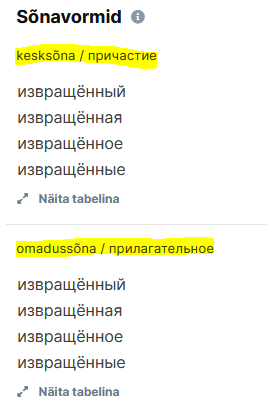 Sõnavormid
kesksõna / причастие
извращённый
извращённая
извращённое
извращённые
Näita tabelina
omadussõna / прилагательное
извращённый
извращённая
извращённое
извращённые
Näita tabelina